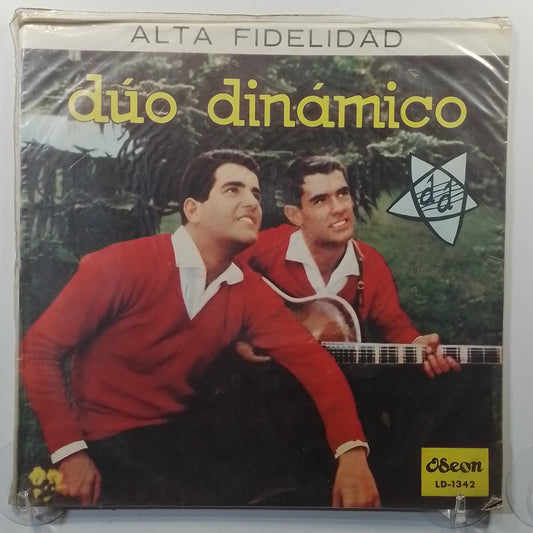 ALTA FIDELIDAD
dúo dinámico
dd
Odeon
LD-1342